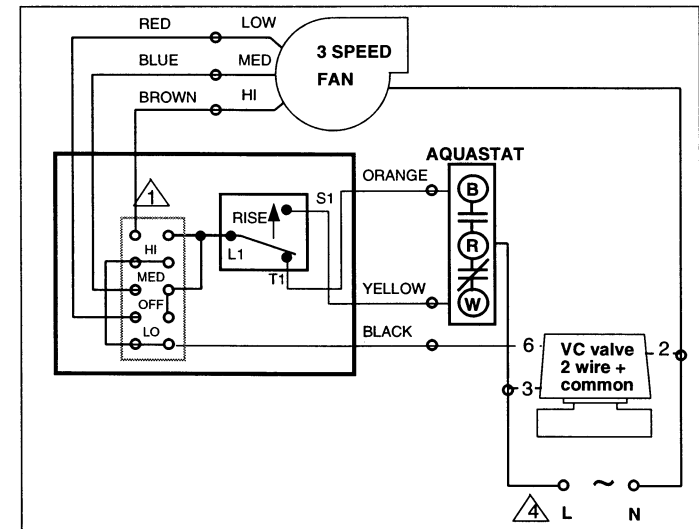 RED LOW
BLUE MED
BROWN HI
3 SPEED
FAN
AQUASTAT
ORANGE
1
S1
B
RISE
HI
L1
R
MED
T1
YELLOW
W
OFF
LO
BLACK
6
VC valve
2 wire +
common
2
3
4
L ~ N